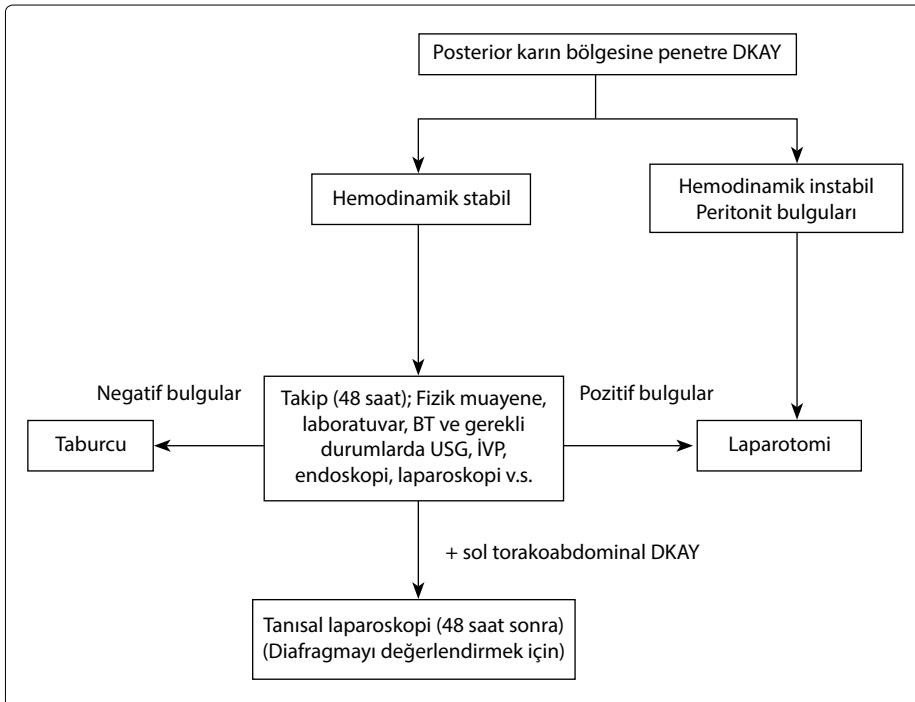 Posterior karın bölgesine penetre DKAY
Hemodinamik stabil
Hemodinamik instabil
Peritonit bulguları
Negatif bulgular
Takip (48 saat); Fizik muayene,
laboratuvar, BT ve gerekli
durumlarda USG, İVP,
endoskopi, laparoskopi v.s.
Pozitif bulgular
Taburcu
Laparotomi
+ sol torakoabdominal DKAY
Tanısal laparoskopi (48 saat sonra)
(Diafragmayı değerlendirmek için)